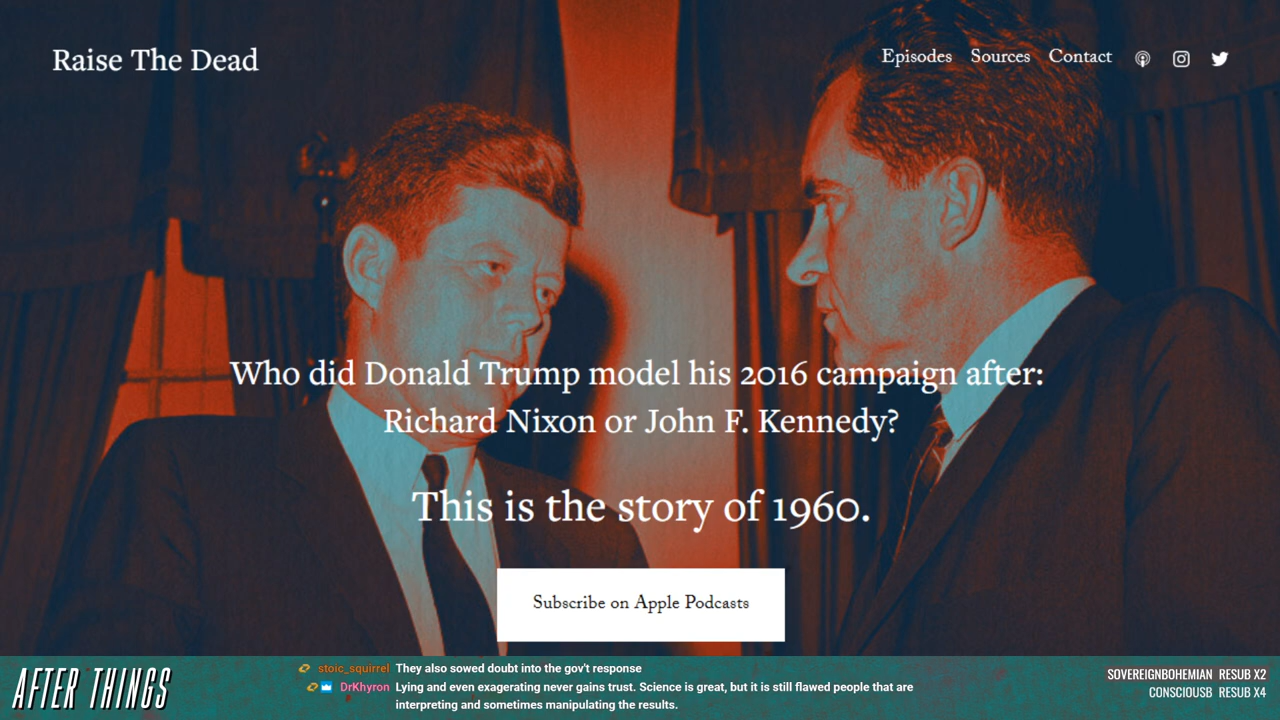 Raise The Dead
Episodes Sources Contact
Who did Donald Trump model his 2016 campaign after:
Richard Nixon or John F. Kennedy?
This is the story of 1960.
Subscribe on Apple Podcasts
AFTER THINGS
stoic_squirrel They also sowed doubt into the gov't response
DrKhyron Lying and even exagerating never gains trust. Science is great, but it is still flawed people that are
interpreting and sometimes manipulating the results.
SOVEREIGNBOHEMIAN RESUB X2
CONSCIOUSB RESUB X4